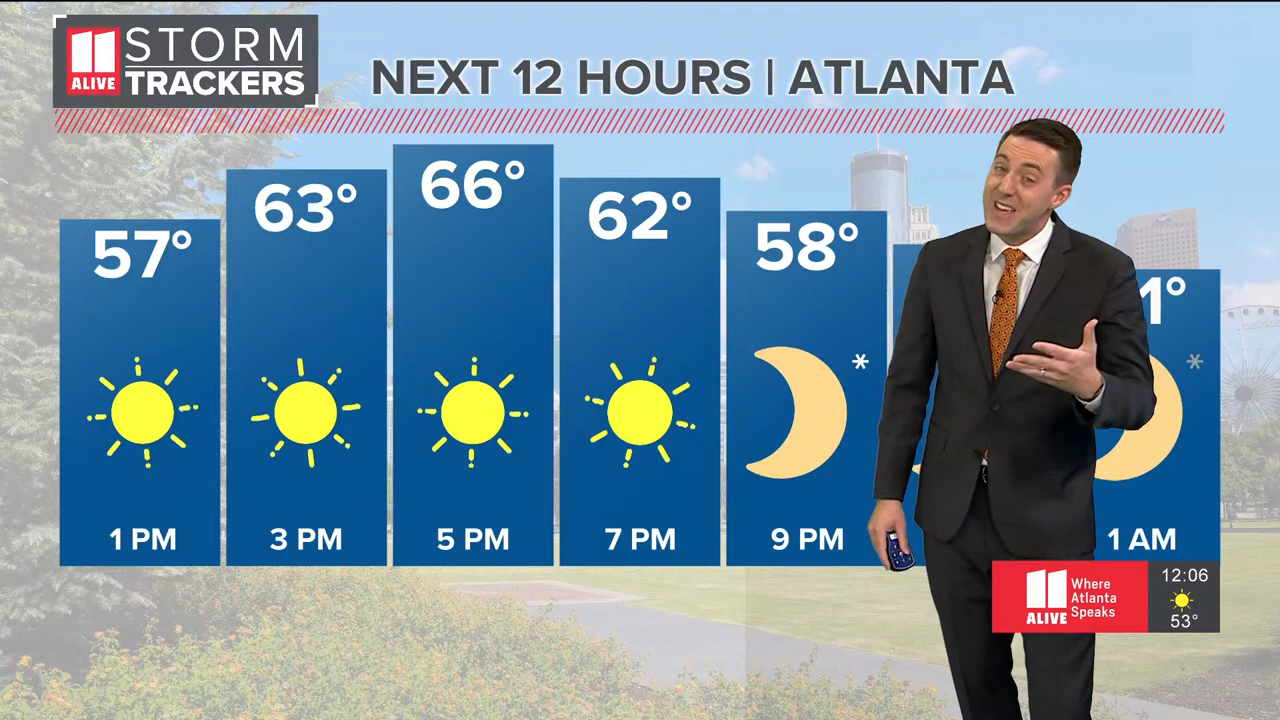 STORM
TRACKERS
11
ALIVE
NEXT 12 HOURS | ATLANTA
57°
63°
66°
62°
58°
1°
1 PM
3 PM
5 PM
7 PM
9 PM
1 AM
11
ALIVE
Where
Atlanta
Speaks
12:06
53°